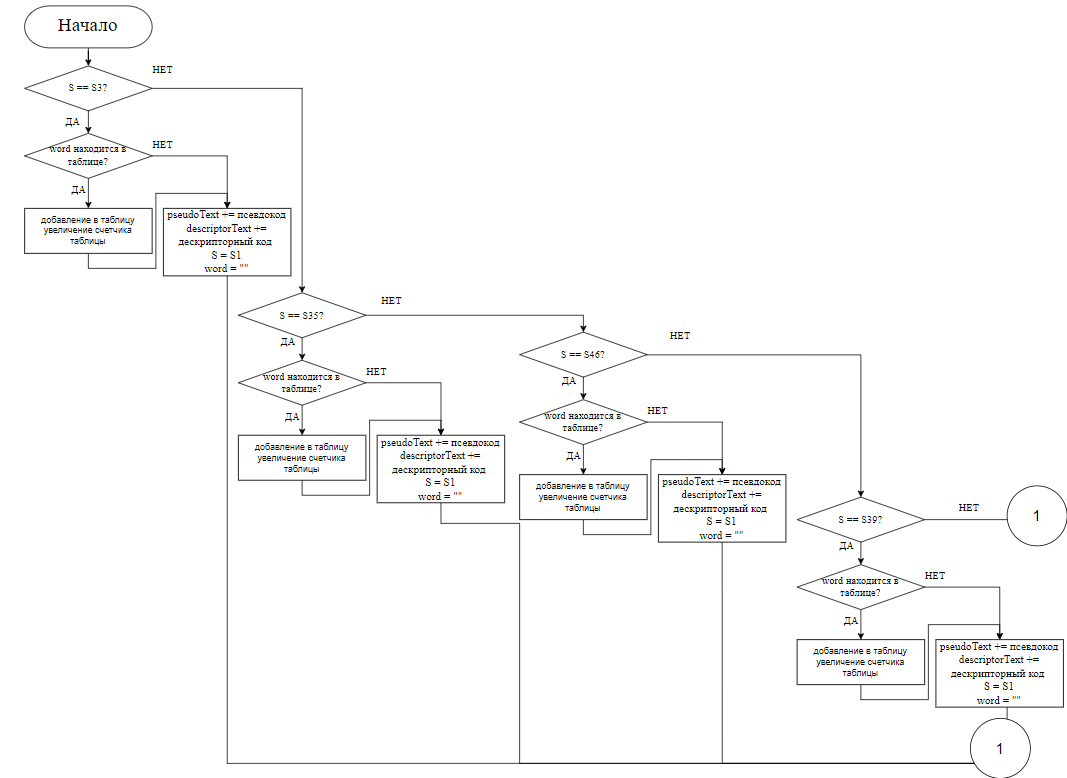 Начало
НЕТ
S == S3?
ДА
НЕТ
word находится в
таблице?
ДА
добавление в таблицу
увеличение счетчика
таблицы
pseudoText += псевдокод
descriptorText +=
дескрипторный код
S = S1
word = ""
НЕТ
S == S35?
ДА
НЕТ
word находится в
таблице?
ДА
добавление в таблицу
увеличение счетчика
таблицы
pseudoText += псевдокод
descriptorText +=
дескрипторный код
S = S1
word = ""
НЕТ
S == S46?
ДА
НЕТ
word находится в
таблице?
ДА
добавление в таблицу
увеличение счетчика
таблицы
pseudoText += псевдокод
descriptorText +=
дескрипторный код
S = S1
word = ""
НЕТ
S == S39?
1
ДА
НЕТ
word находится в
таблице?
ДА
добавление в таблицу
увеличение счетчика
таблицы
pseudoText += псевдокод
descriptorText +=
дескрипторный код
S = S1
word = ""
1